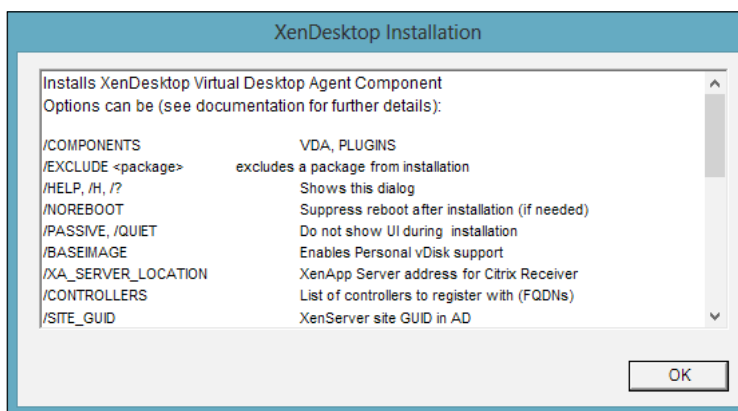 XenDesktop Installation
Installs XenDesktop Virtual Desktop Agent Component
Options can be (see documentation for further details):
/COMPONENTS VDA, PLUGINS
/EXCLUDE <package> excludes a package from installation
/HELP, /H, /? Shows this dialog
/NOREBOOT Suppress reboot after installation (if needed)
/PASSIVE, /QUIET Do not show UI during installation
/BASEIMAGE Enables Personal vDisk support
/XA_SERVER_LOCATION XenApp Server address for Citrix Receiver
/CONTROLLERS List of controllers to register with (FQDNs)
/SITE_GUID XenServer site GUID in AD
OK